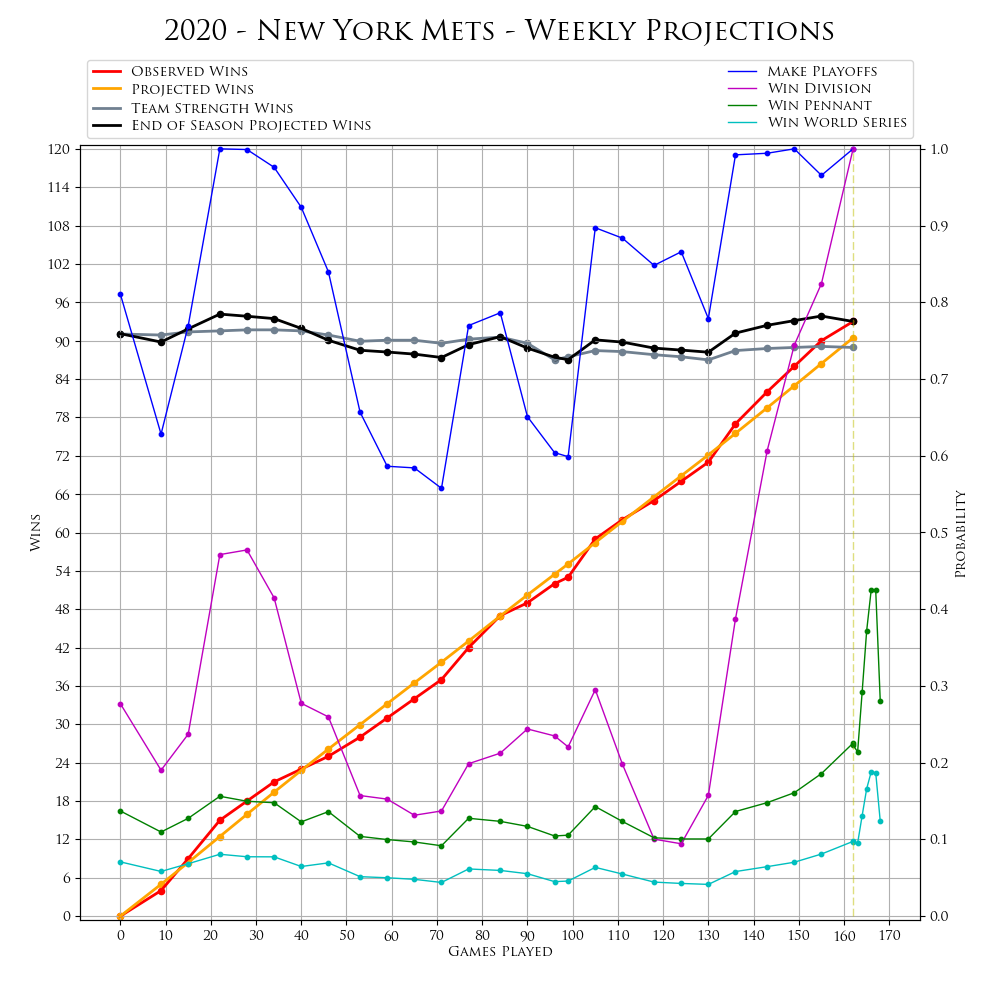 2020 - New York Mets - Weekly Projections
Observed Wins
Projected Wins
Team Strength Wins
End of Season Projected Wins
Make Playoffs
Win Division
Win Pennant
Win World Series
120
114
108
102
96
90
84
78
72
66
60
54
48
42
36
30
24
18
12
6
0
Wins
1.0
0.9
0.8
0.7
0.6
0.5
0.4
0.3
0.2
0.1
0.0
Probability
0 10 20 30 40 50 60 70 80 90 100 110 120 130 140 150 160 170
Games Played